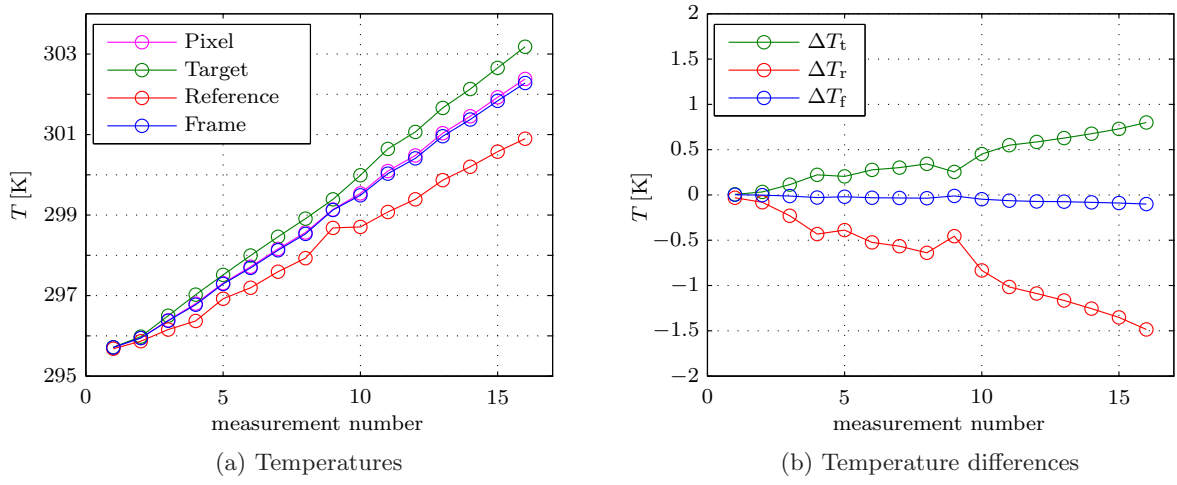 303
301
299
297
295
T [K]
0
5
10
15
measurement number
Pixel
Target
Reference
Frame
(a) Temperatures
2
1.5
1
0.5
0
−0.5
−1
−1.5
−2
T [K]
0
5
10
15
measurement number
ΔTt
ΔTr
ΔTf
(b) Temperature differences